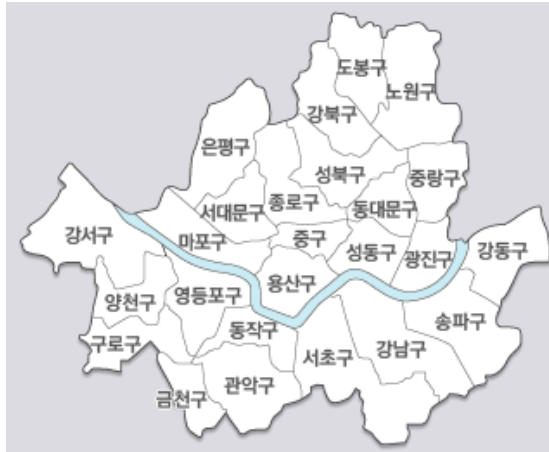 도봉구
노원구
강북구
은평구
성북구
중랑구
서대문구
종로구
동대문구
강서구
마포구
중구
성동구
광진구
강동구
양천구
영등포구
용산구
송파구
구로구
동작구
서초구
강남구
금천구
관악구